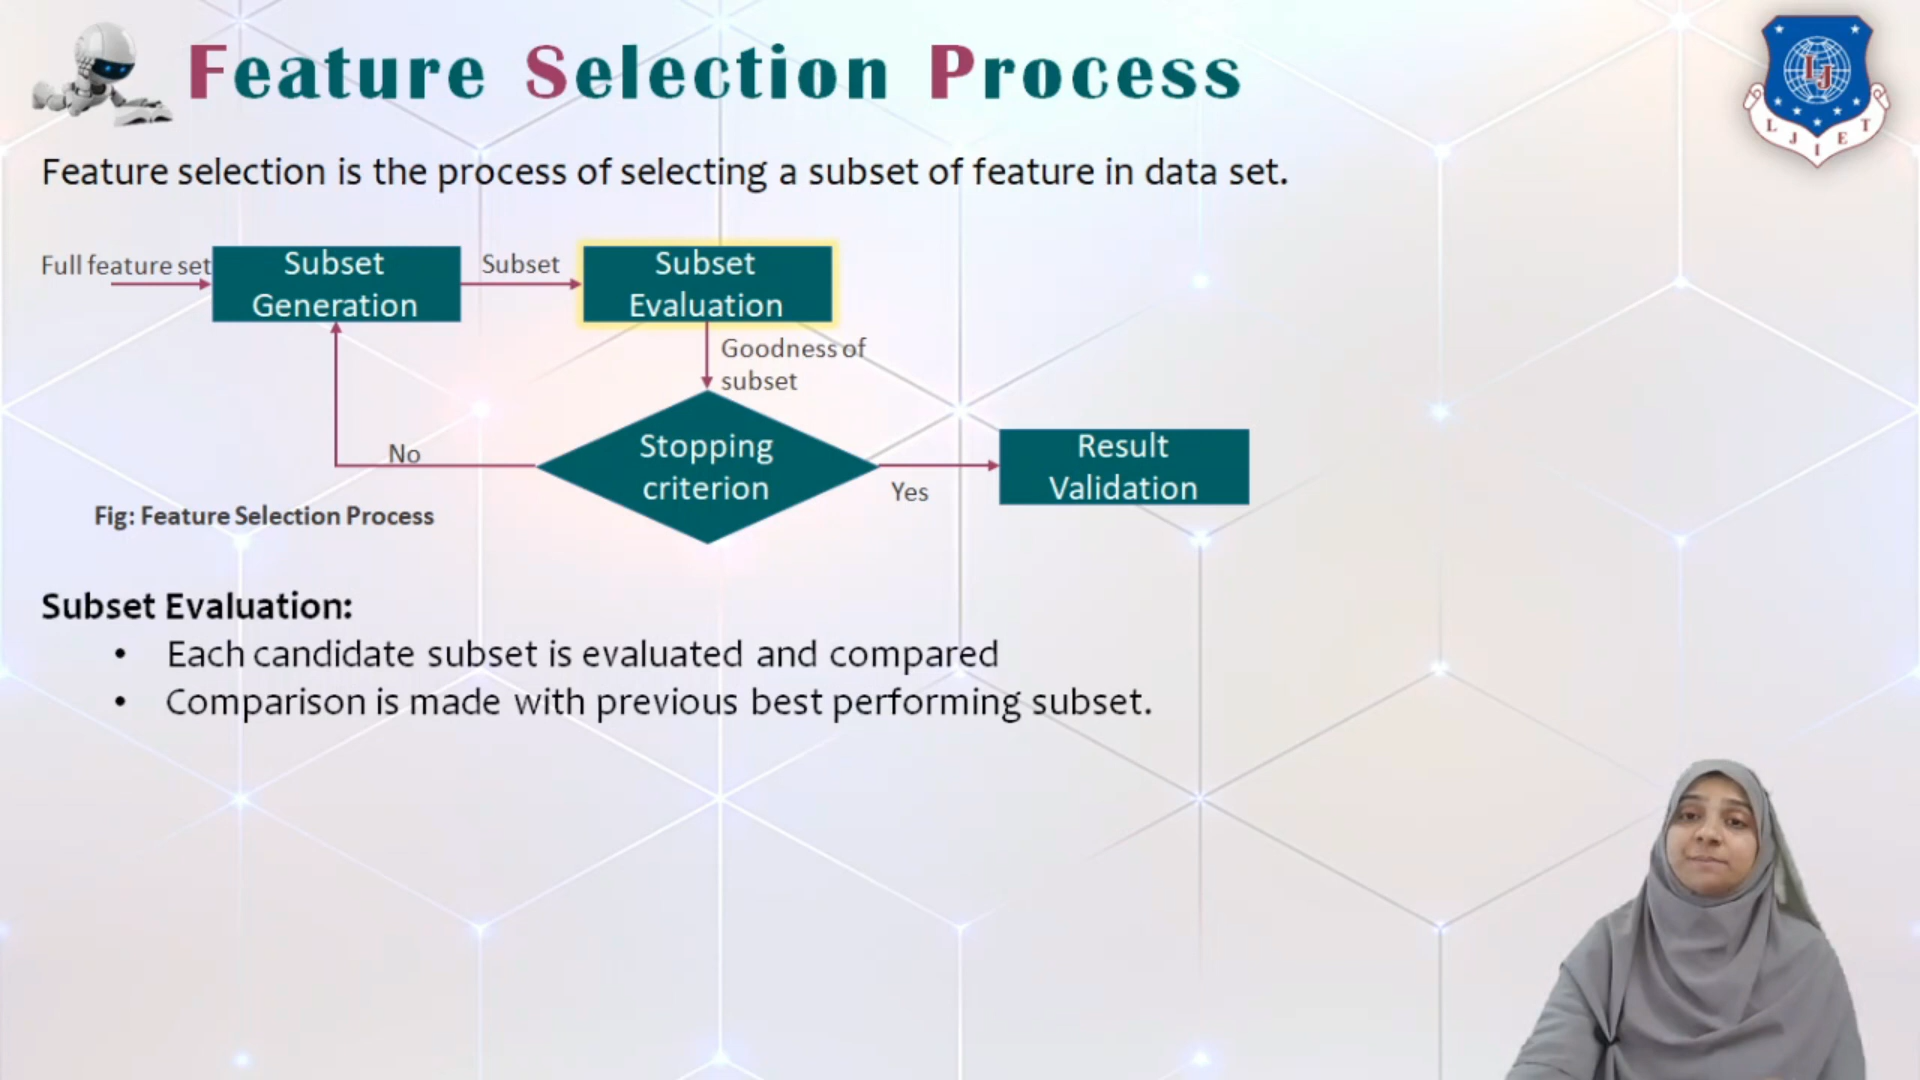 Feature Selection Process
LJ
L J I E T
Feature selection is the process of selecting a subset of feature in data set.
Full feature set
Subset
Generation
Subset
Subset
Evaluation
Goodness of
subset
Stopping
criterion
No
Yes
Result
Validation
Fig: Feature Selection Process
Subset Evaluation:
• Each candidate subset is evaluated and compared
• Comparison is made with previous best performing subset.